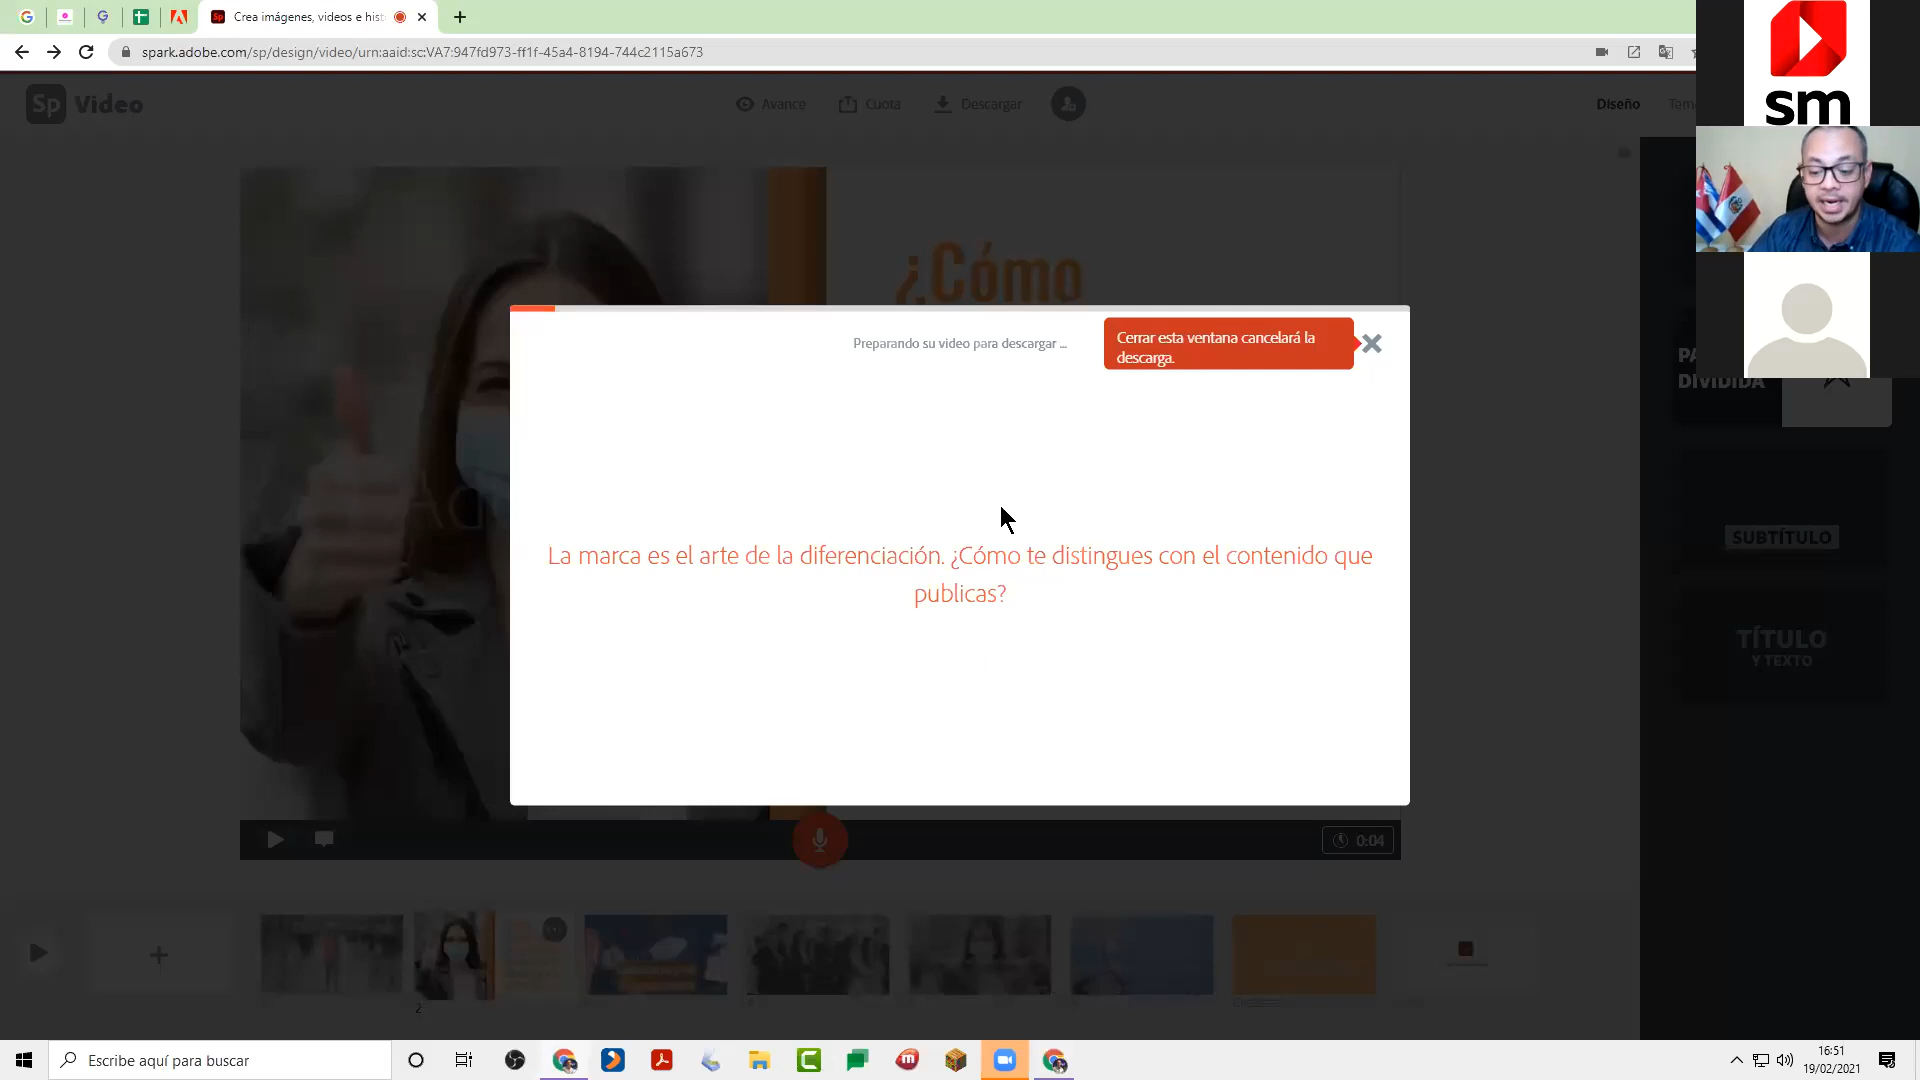 Sp Crea imágenes, videos e hist
spark.adobe.com/sp/design/video/urn:aaid:sc:VA7:947fd973-ff1f-45a4-8194-744c2115a673
sm
Sp Video
Avance
Cuota
Descargar
Diseño
¿Cómo
Preparando su video para descargar ...
Cerrar esta ventana cancelará la
descarga.
DIVIDIDA
La marca es el arte de la diferenciación. ¿Cómo te distingues con el contenido que
publicas?
SUBTÍTULO
TÍTULO
Y TEXTO
0:04
2
Escribe aquí para buscar
16:51
19/02/2021